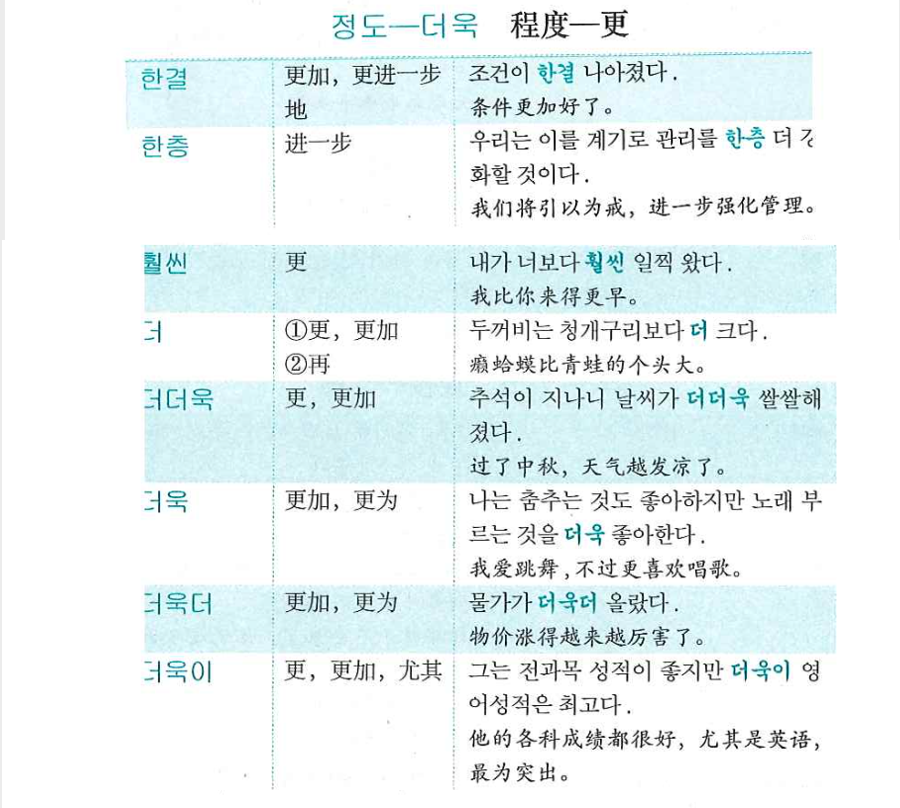 정도—더욱 程度—更
한결 更加，更进一步 조건이 한결 나아졌다.
地 条件更加好了。
한층 进一步 우리는 이를 계기로 관리를 한층 더
화할 것이다.
我们将引以为戒，进一步强化管理。
훨씬 更 내가 너보다 훨씬 일찍 왔다.
我比你来得更早。
더 ①更，更加 두꺼비는 청개구리보다 더 크다.
②再 癞蛤蟆比青蛙的个头大。
더더욱 更，更加 추석이 지나니 날씨가 더더욱 쌀쌀해
졌다.
过了中秋，天气越发凉了。
더욱 更加，更为 나는 춤추는 것도 좋아하지만 노래 부
르는 것을 더욱 좋아한다.
我爱跳舞,不过更喜欢唱歌。
더욱더 更加，更为 물가가 더욱더 올랐다.
物价涨得越来越厉害了。
더욱이 更，更加，尤其 그는 전과목 성적이 좋지만 더욱이 영
어성적은 최고다.
他的各科成绩都很好，尤其是英语，
最为突出。